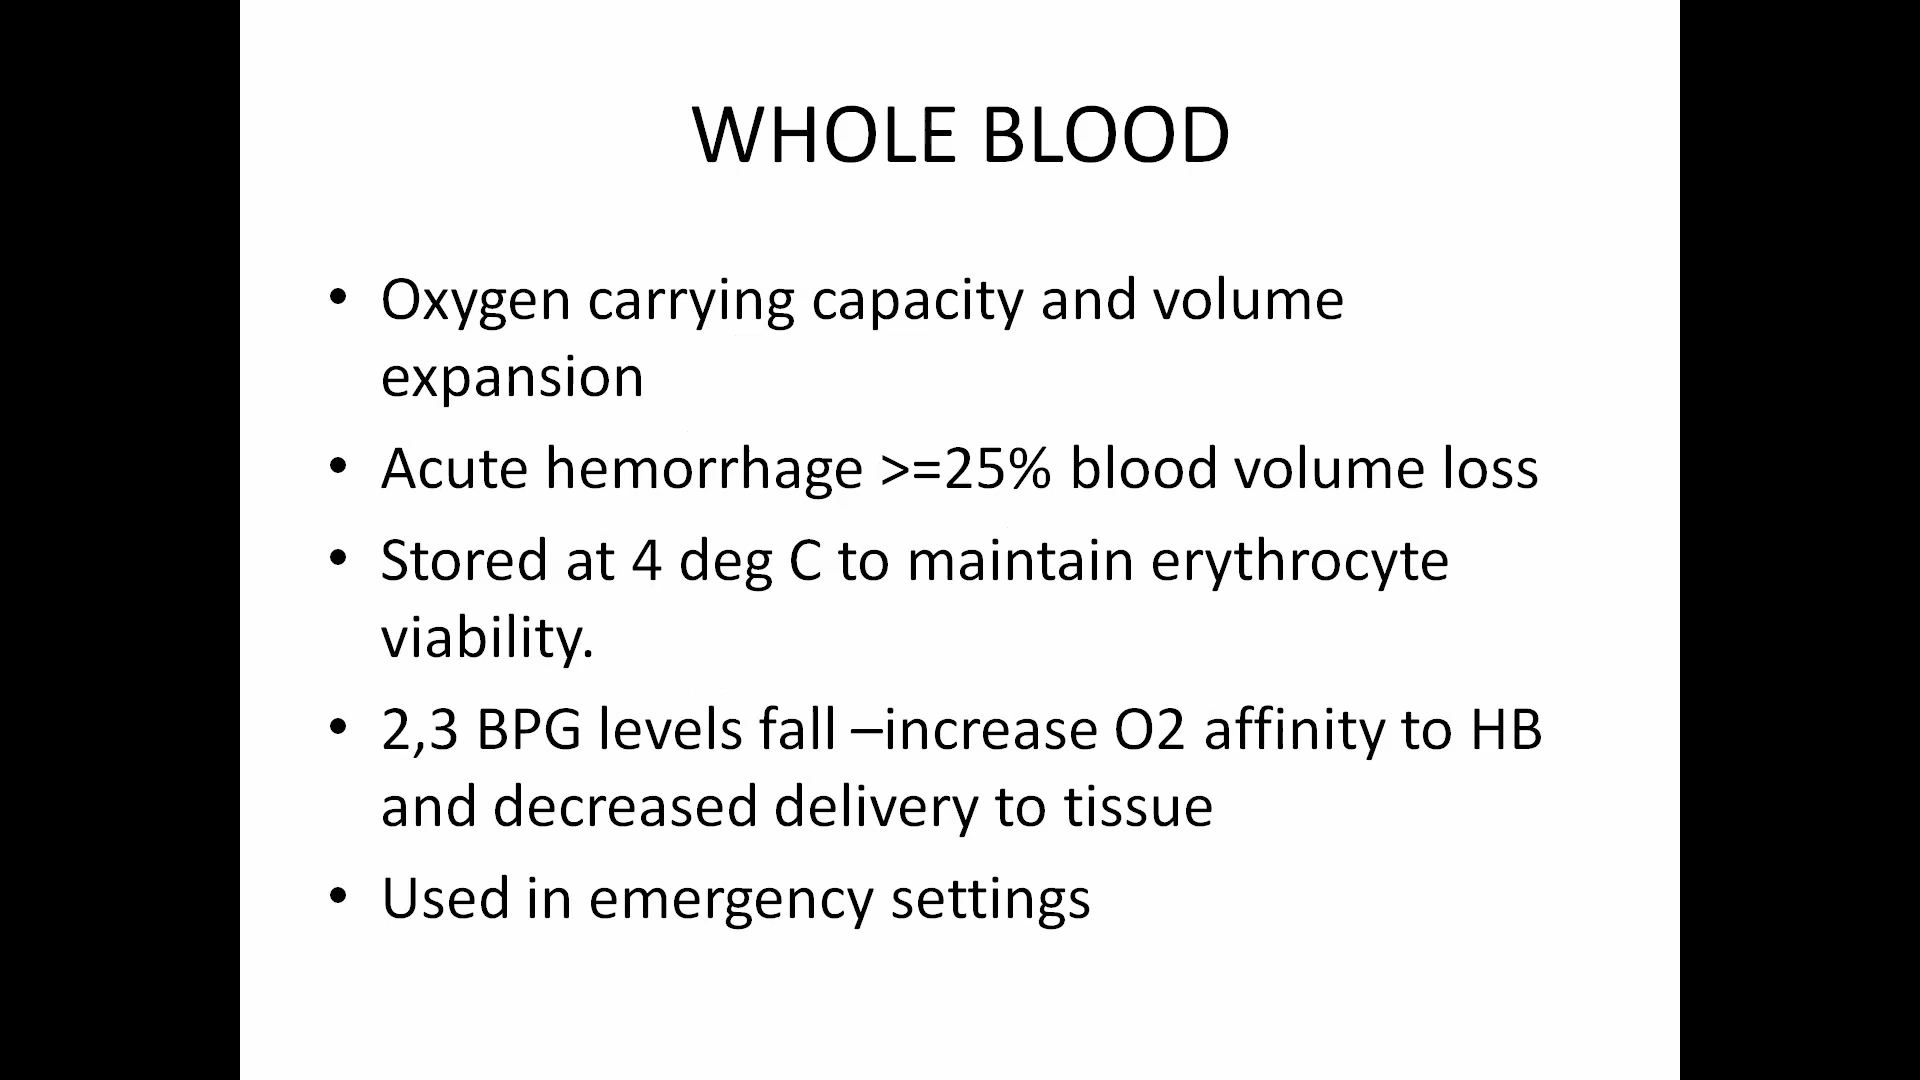 WHOLE BLOOD
• Oxygen carrying capacity and volume
expansion
• Acute hemorrhage >=25% blood volume loss
• Stored at 4 deg C to maintain erythrocyte
viability.
• 2,3 BPG levels fall –increase O2 affinity to HB
and decreased delivery to tissue
• Used in emergency settings